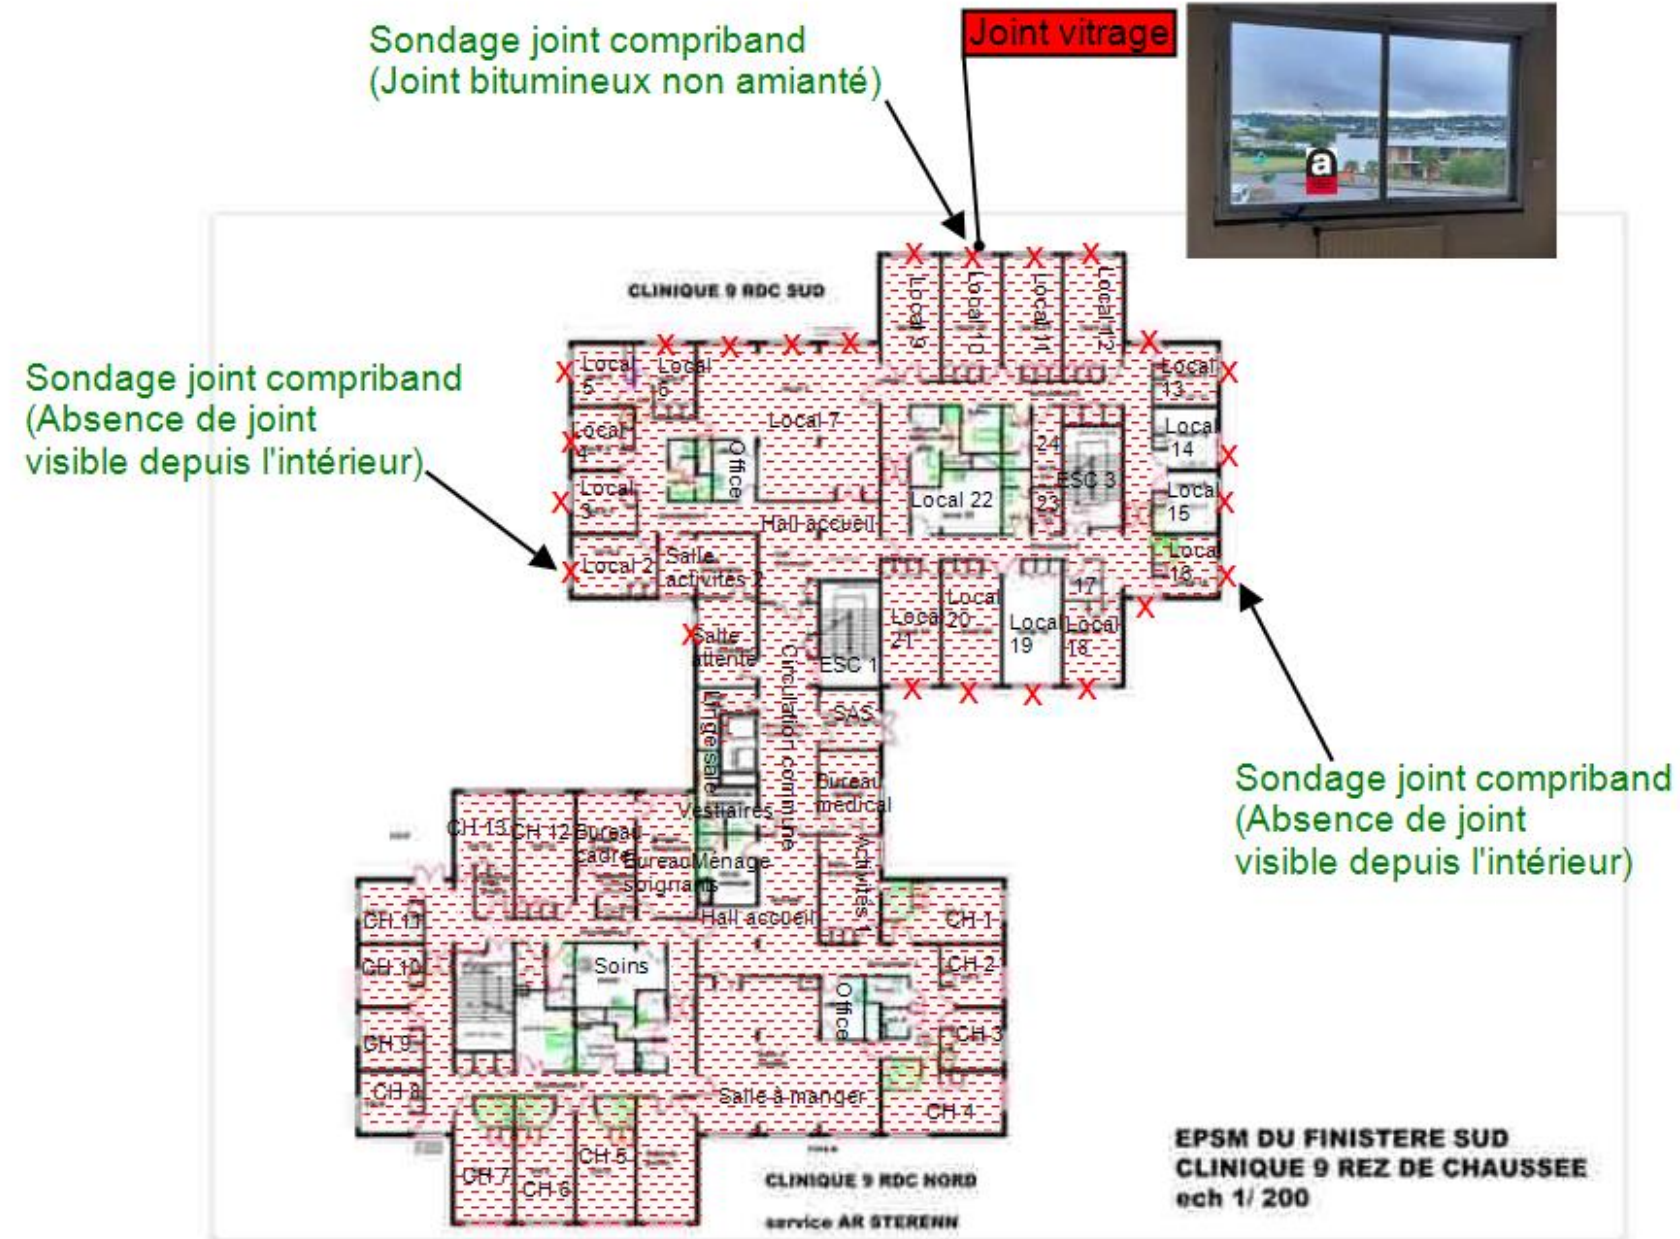 Sondage joint compriband
(Joint bitumineux non amianté)
Joint vitrage
a
CLINIQUE 9 RDC SUD
Sondage joint compriband
(Absence de joint
visible depuis l'intérieur)
Local 9
Local 10
Local 11
Local 12
Local
5
Local
6
Local 7
Local
13
Local
4
Office
24
ESC 3
Local
14
Local
3
Local 22
23
Local
15
Hall accueil
Local 2
Salle
activités 2
Local
16
17
Local
21
Local
20
Local
19
Local
18
Salle
attente
ESC 1
Circulation commune
Linge sale
SAS
Bureau
médical
Vestiaires
Sondage joint compriband
(Absence de joint
visible depuis l'intérieur)
CH 13
CH 12
Bureau
cadre
Bureau
soignants
Ménage
Activités 1
CH 11
Hall accueil
CH 1
CH 10
Soins
CH 2
Office
CH 9
CH 3
CH 8
Salle à manger
CH 4
CH 7
CH 6
CH 5
CLINIQUE 9 RDC NORD
service AR STERENN
EPSM DU FINISTERE SUD
CLINIQUE 9 REZ DE CHAUSSEE
ech 1/ 200